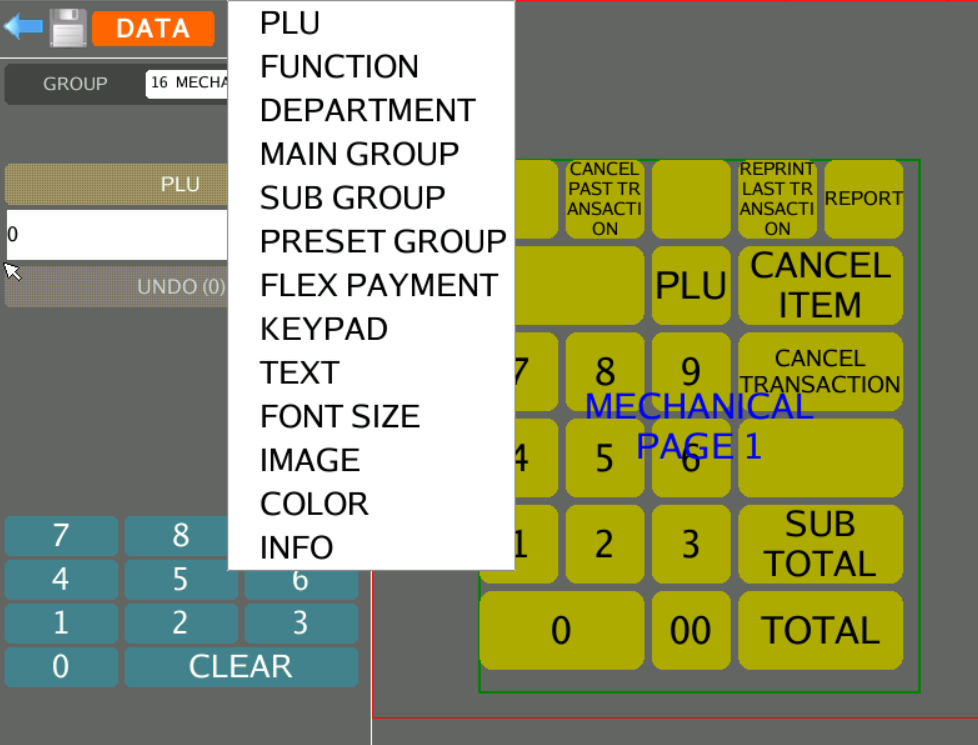 DATA
GROUP
16 MECHA
PLU
0
UNDO (0)
7 8
4 5 6
1 2 3
0 CLEAR
PLU
FUNCTION
DEPARTMENT
MAIN GROUP
SUB GROUP
PRESET GROUP
FLEX PAYMENT
KEYPAD
TEXT
FONT SIZE
IMAGE
COLOR
INFO
CANCEL
PAST TR
ANSACTI
ON
REPRINT
LAST TR
ANSACTI
ON
REPORT
PLU
CANCEL
ITEM
7 8 9
CANCEL
TRANSACTION
MECHANICAL
PAGE 1
4 5 6
1 2 3
SUB
TOTAL
0 00 TOTAL